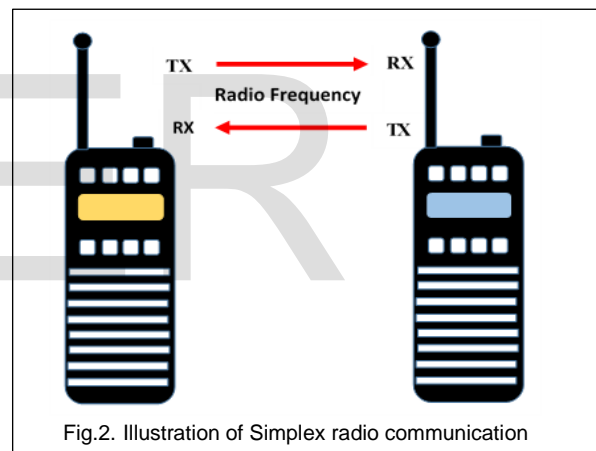 TX RX
Radio Frequency
RX TX
Fig.2. Illustration of Simplex radio communication